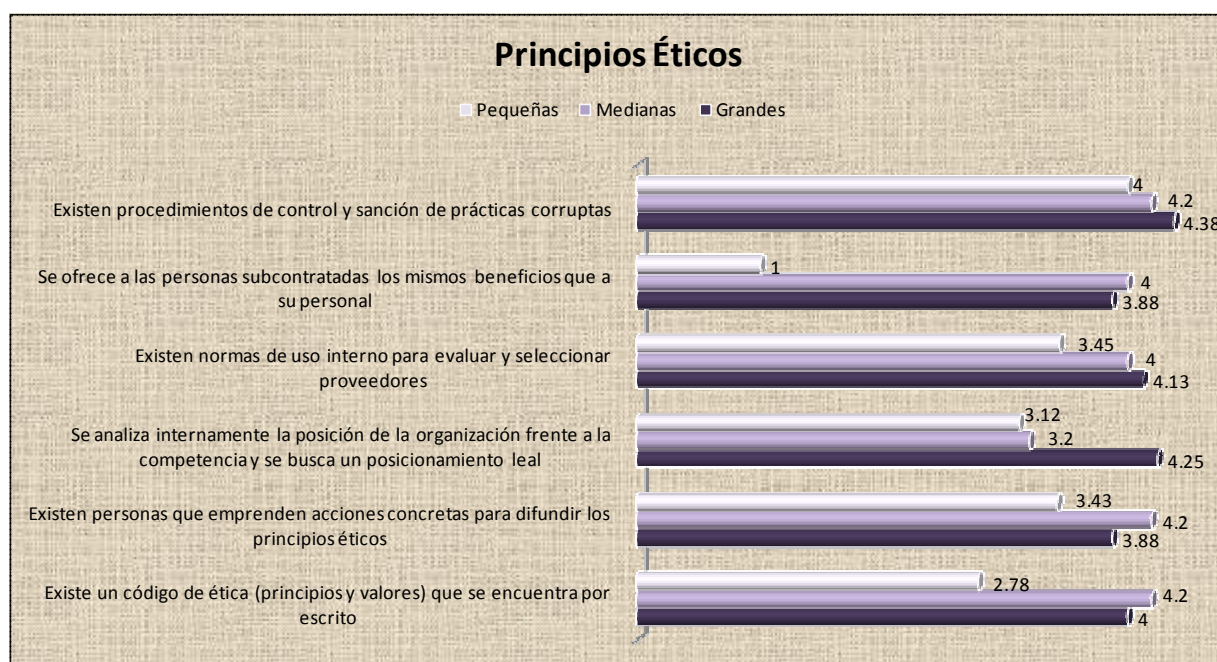 Principios Éticos
Pequeñas Medianas Grandes
Existen procedimientos de control y sanción de prácticas corruptas
4
4.2
4.38
Se ofrece a las personas subcontratadas los mismos beneficios que a
su personal
1
4
3.88
Existen normas de uso interno para evaluar y seleccionar
proveedores
3.45
4
4.13
Se analiza internamente la posición de la organización frente a la
competencia y se busca un posicionamiento leal
3.12
3.2
4.25
Existen personas que emprenden acciones concretas para difundir los
principios éticos
3.43
4.2
3.88
Existe un código de ética (principios y valores) que se encuentra por
escrito
2.78
4.2
4